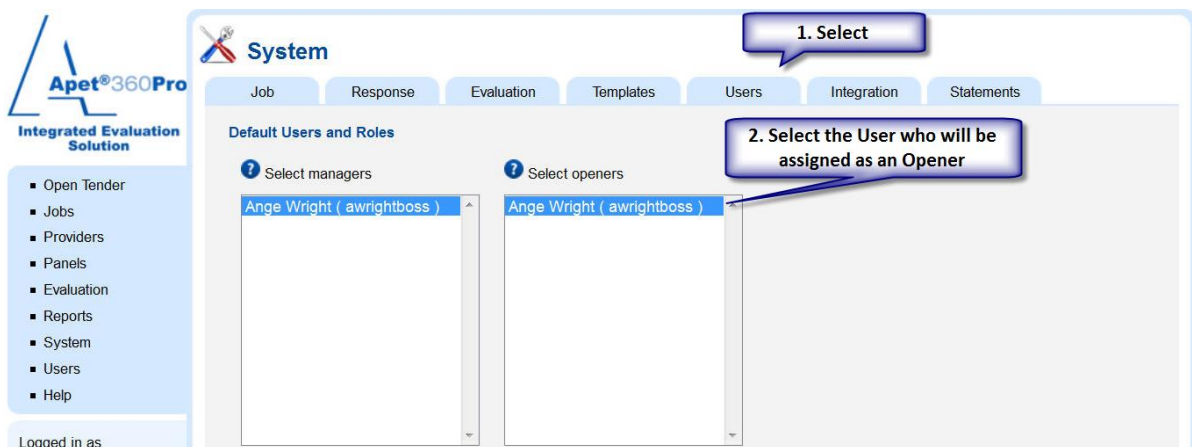 Apet®360Pro
Integrated Evaluation
Solution
Open Tender
Jobs
Providers
Panels
Evaluation
Reports
System
Users
Help
Logged in as
System
1. Select
Job
Response
Evaluation
Templates
Users
Integration
Statements
Default Users and Roles
2. Select the User who will be
assigned as an Opener
? Select managers
? Select openers
Ange Wright ( awrightboss )
Ange Wright ( awrightboss )